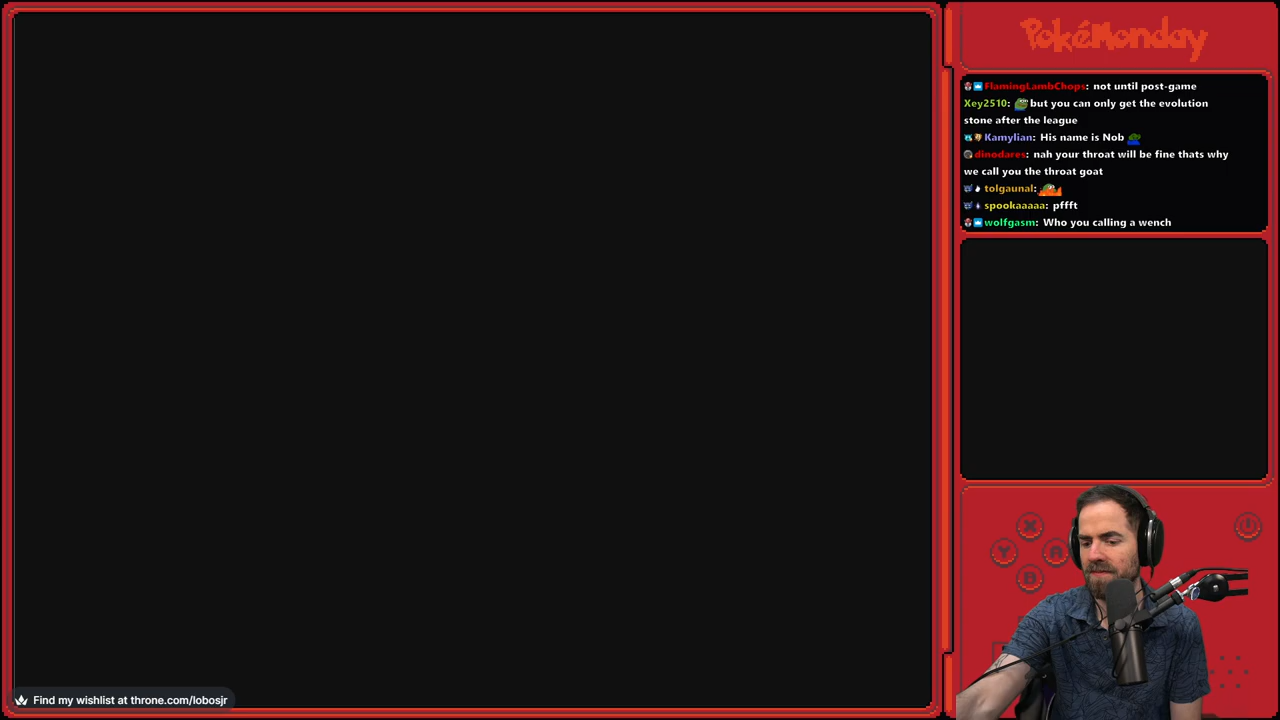 PokéMonday
FlamingLambChops: not until post-game
Xey2510: but you can only get the evolution
stone after the league
Kamylian: His name is Nob
dinodares: nah your throat will be fine thats why
we call you the throat goat
tolgaunal:
spookaaaaa: pffft
wolfgasm: Who you calling a wench
X
Y A
B
Find my wishlist at throne.com/lobosjr